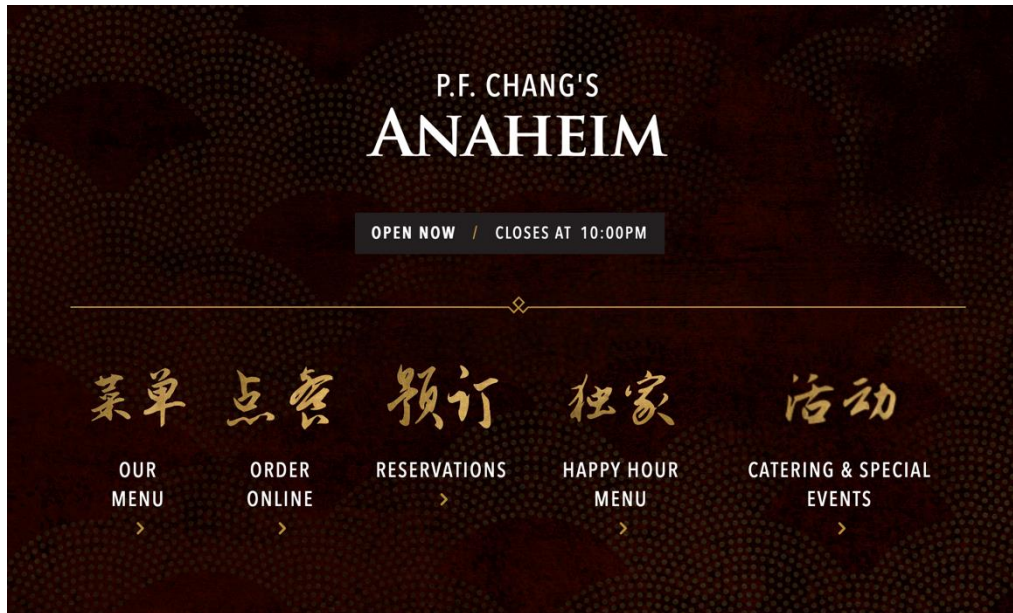 P.F. CHANG'S
ANAHEIM
OPEN NOW / CLOSES AT 10:00PM
菜单 点餐 预订 独家 活动
OUR MENU
ORDER ONLINE
RESERVATIONS
HAPPY HOUR MENU
CATERING & SPECIAL EVENTS